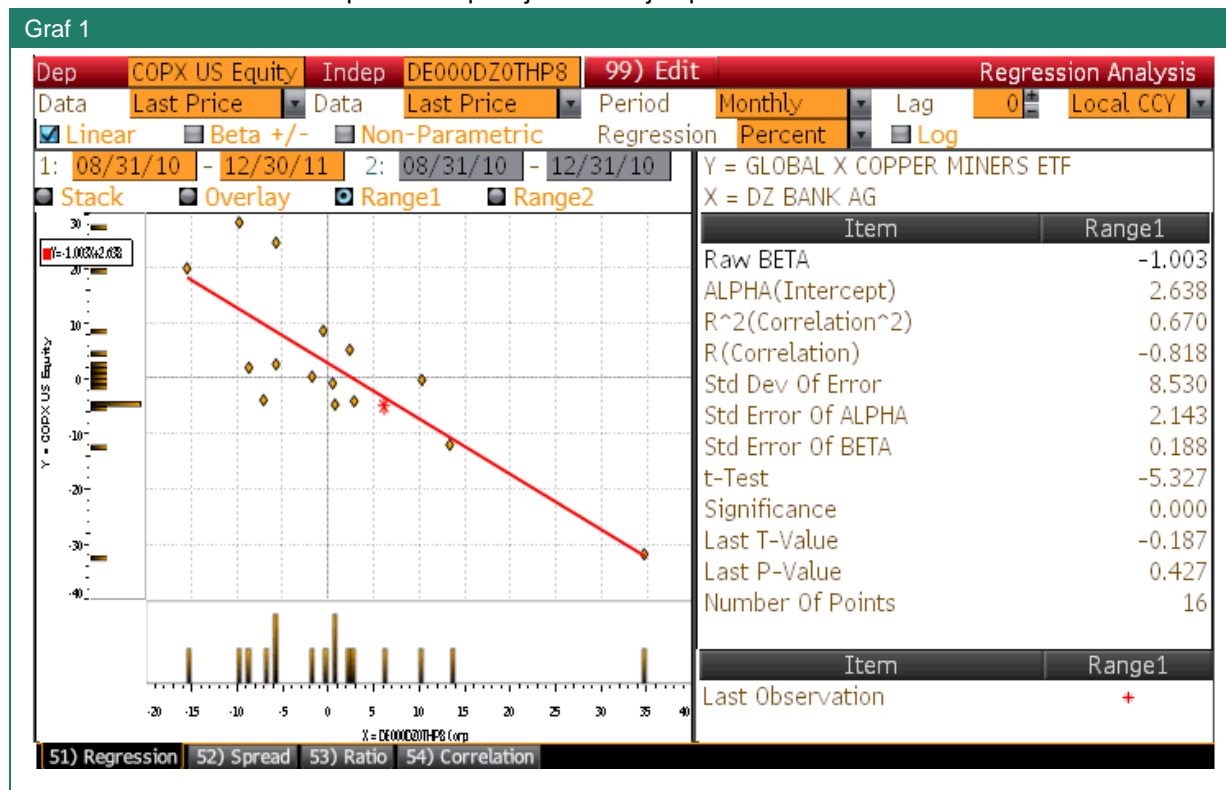 Graf 1
Dep COPX US Equity Indep DE000DZ0THP8 99) Edit Regression Analysis
Data Last Price Data Last Price Period Monthly Lag 0 Local CCY
Linear Beta +/- Non-Parametric Regression Percent Log
1: 08/31/10 - 12/30/11 2: 08/31/10 - 12/31/10
Stack Overlay Range1 Range2
Y = GLOBAL X COPPER MINERS ETF
X = DZ BANK AG
Item Range1
Raw BETA -1.003
ALPHA(Intercept) 2.638
R^2(Correlation^2) 0.670
R(Correlation) -0.818
Std Dev Of Error 8.530
Std Error Of ALPHA 2.143
Std Error Of BETA 0.188
t-Test -5.327
Significance 0.000
Last T-Value -0.187
Last P-Value 0.427
Number Of Points 16
Item Range1
Last Observation +
30
20
10
0
-10
-20
-30
-40
Y = COPX US Equity
-20 -15 -10 -5 0 5 10 15 20 25 30 35 40
X = DE000DZ0THP8 Corp
51) Regression 52) Spread 53) Ratio 54) Correlation